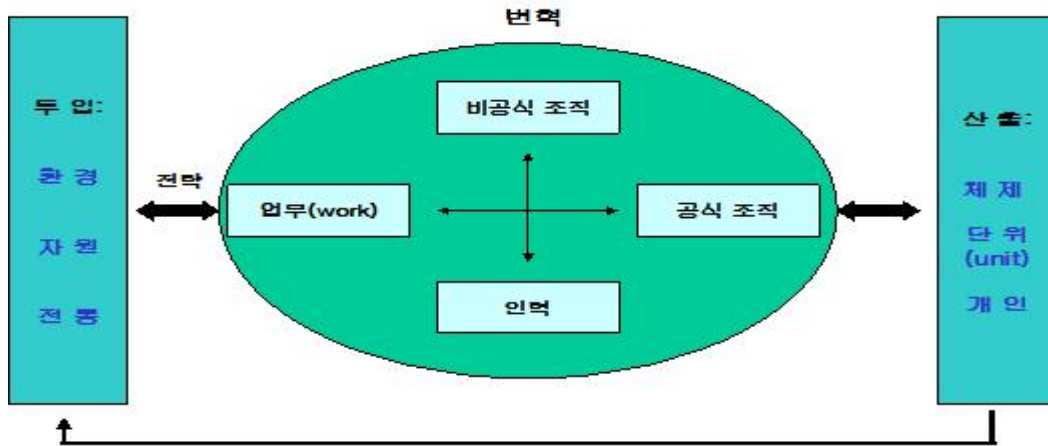 변혁
투 입:
환 경
자 원
전 통
전략
비공식 조직
업무(work)
공식 조직
인력
산 출:
체 제
단 위
(unit)
개 인